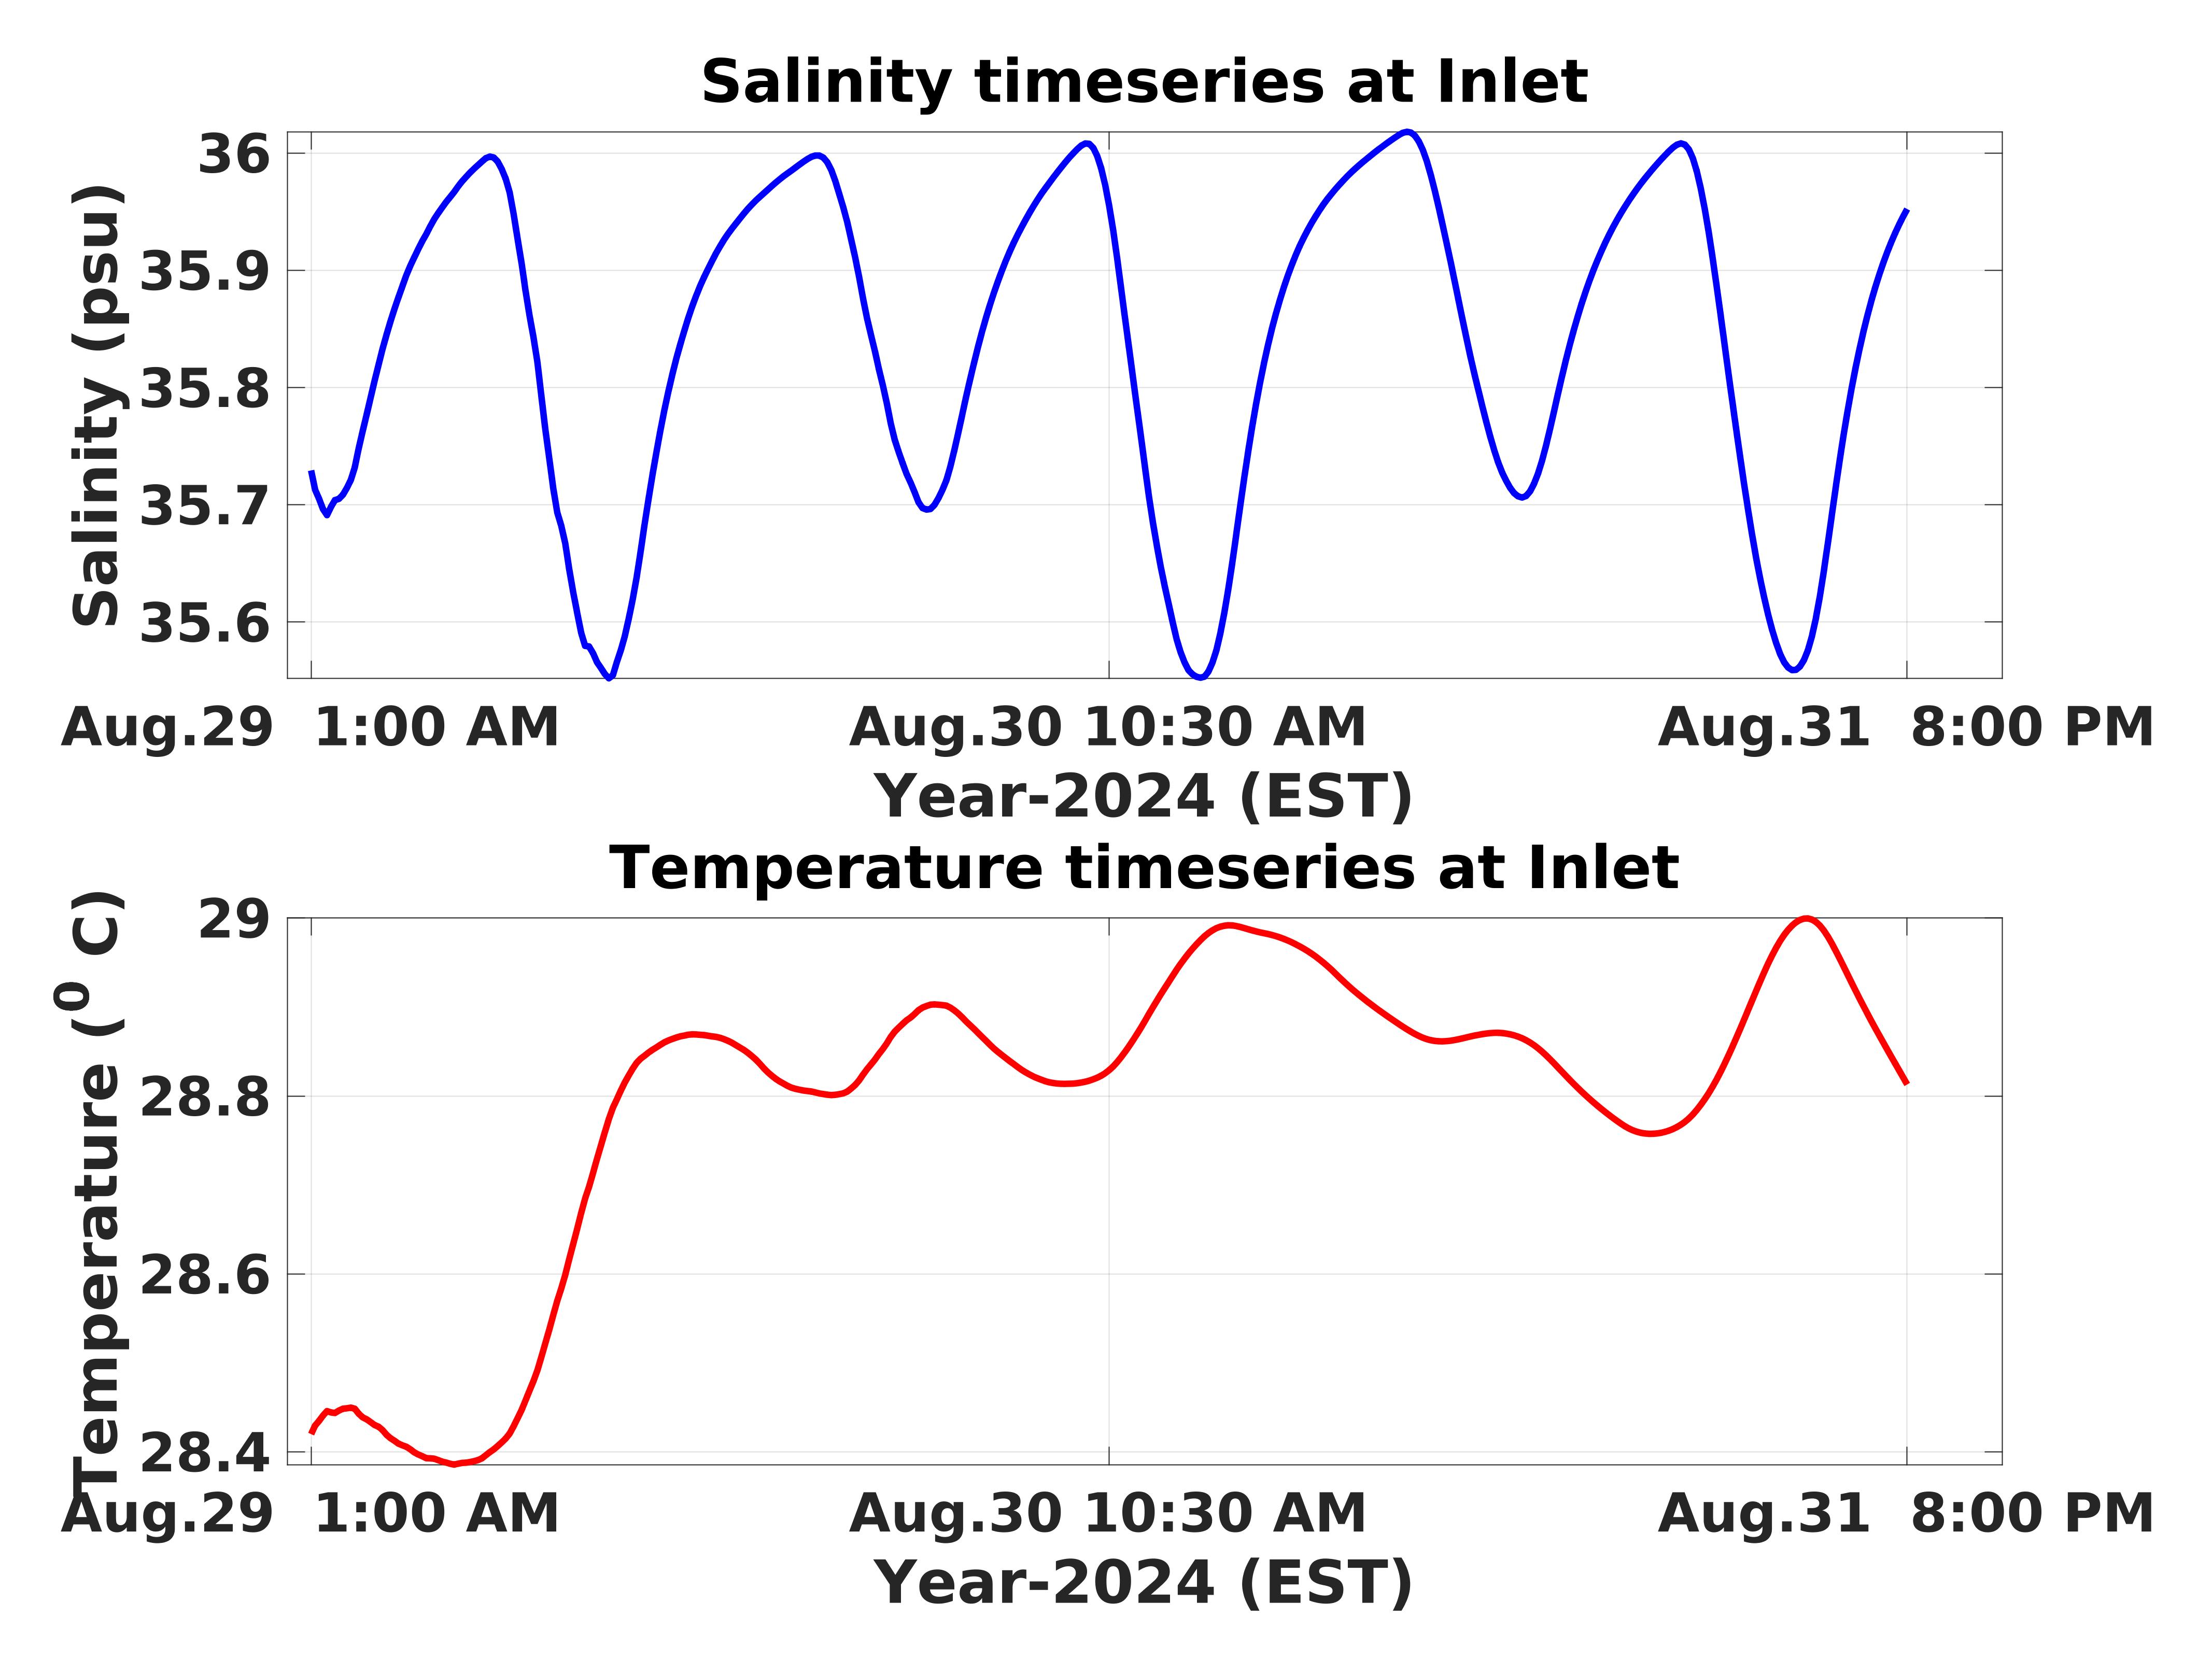 Salinity timeseries at Inlet
Salinity (psu)
36
35.9
35.8
35.7
35.6
Aug.29  1:00 AM
Aug.30 10:30 AM
Aug.31  8:00 PM
Year-2024 (EST)
Temperature timeseries at Inlet
Temperature (⁰ C)
29
28.8
28.6
28.4
Aug.29  1:00 AM
Aug.30 10:30 AM
Aug.31  8:00 PM
Year-2024 (EST)